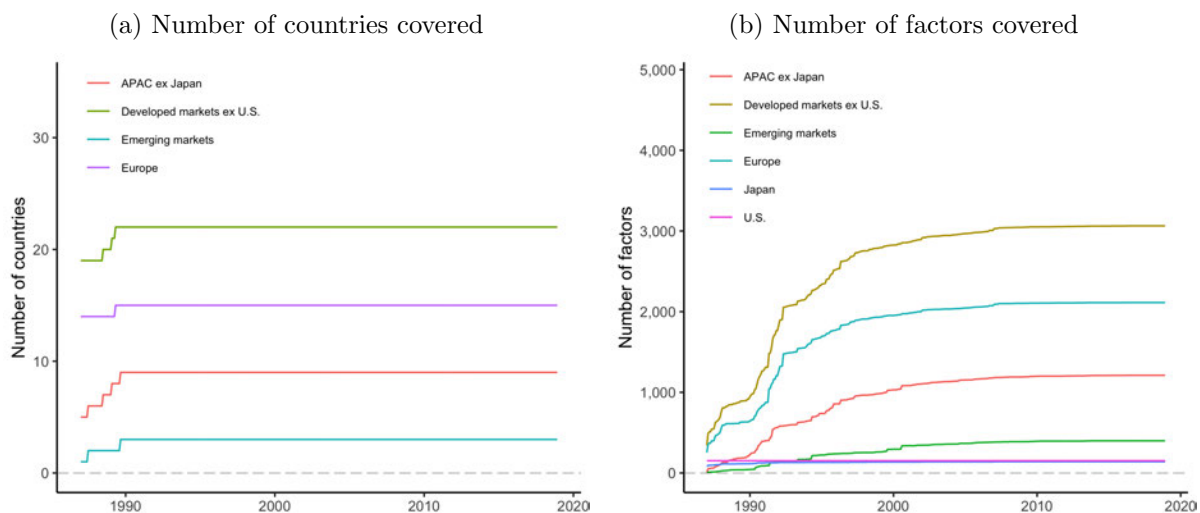 (a) Number of countries covered
APAC ex Japan
Developed markets ex U.S.
Emerging markets
Europe
Number of countries
30
20
10
0
1990 2000 2010 2020
(b) Number of factors covered
APAC ex Japan
Developed markets ex U.S.
Emerging markets
Europe
Japan
U.S.
Number of factors
5,000
4,000
3,000
2,000
1,000
0
1990 2000 2010 2020